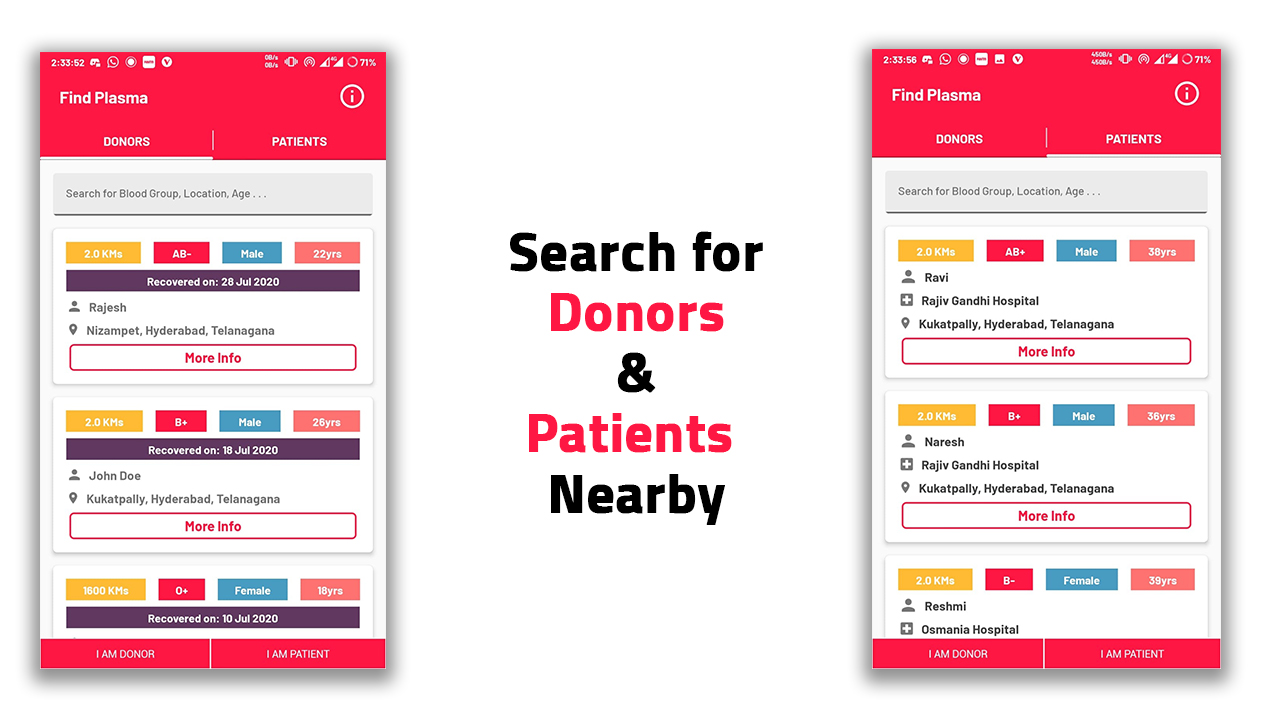 2:33:52 0B/s 0B/s 4G 71%
Find Plasma
DONORS PATIENTS
Search for Blood Group, Location, Age . . .
2.0 KMs AB- Male 22yrs
Recovered on: 28 Jul 2020
Rajesh
Nizampet, Hyderabad, Telanagana
More Info
2.0 KMs B+ Male 26yrs
Recovered on: 18 Jul 2020
John Doe
Kukatpally, Hyderabad, Telanagana
More Info
1600 KMs O+ Female 18yrs
Recovered on: 10 Jul 2020
I AM DONOR I AM PATIENT
Search for
Donors
&
Patients
Nearby
2:33:56 450B/s 450B/s 4G 71%
Find Plasma
DONORS PATIENTS
Search for Blood Group, Location, Age . . .
2.0 KMs AB+ Male 38yrs
Ravi
Rajiv Gandhi Hospital
Kukatpally, Hyderabad, Telanagana
More Info
2.0 KMs B+ Male 36yrs
Naresh
Rajiv Gandhi Hospital
Kukatpally, Hyderabad, Telanagana
More Info
2.0 KMs B- Female 39yrs
Reshmi
Osmania Hospital
I AM DONOR I AM PATIENT